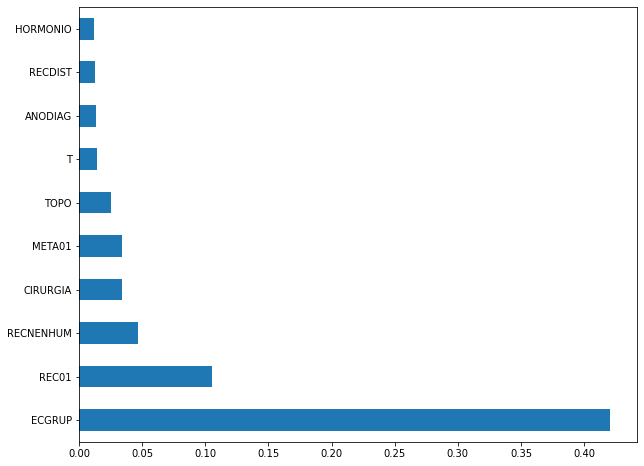 HORMONIO
RECDIST
ANODIAG
T
TOPO
META01
CIRURGIA
RECNENHUM
REC01
ECGRUP
0.00 0.05 0.10 0.15 0.20 0.25 0.30 0.35 0.40